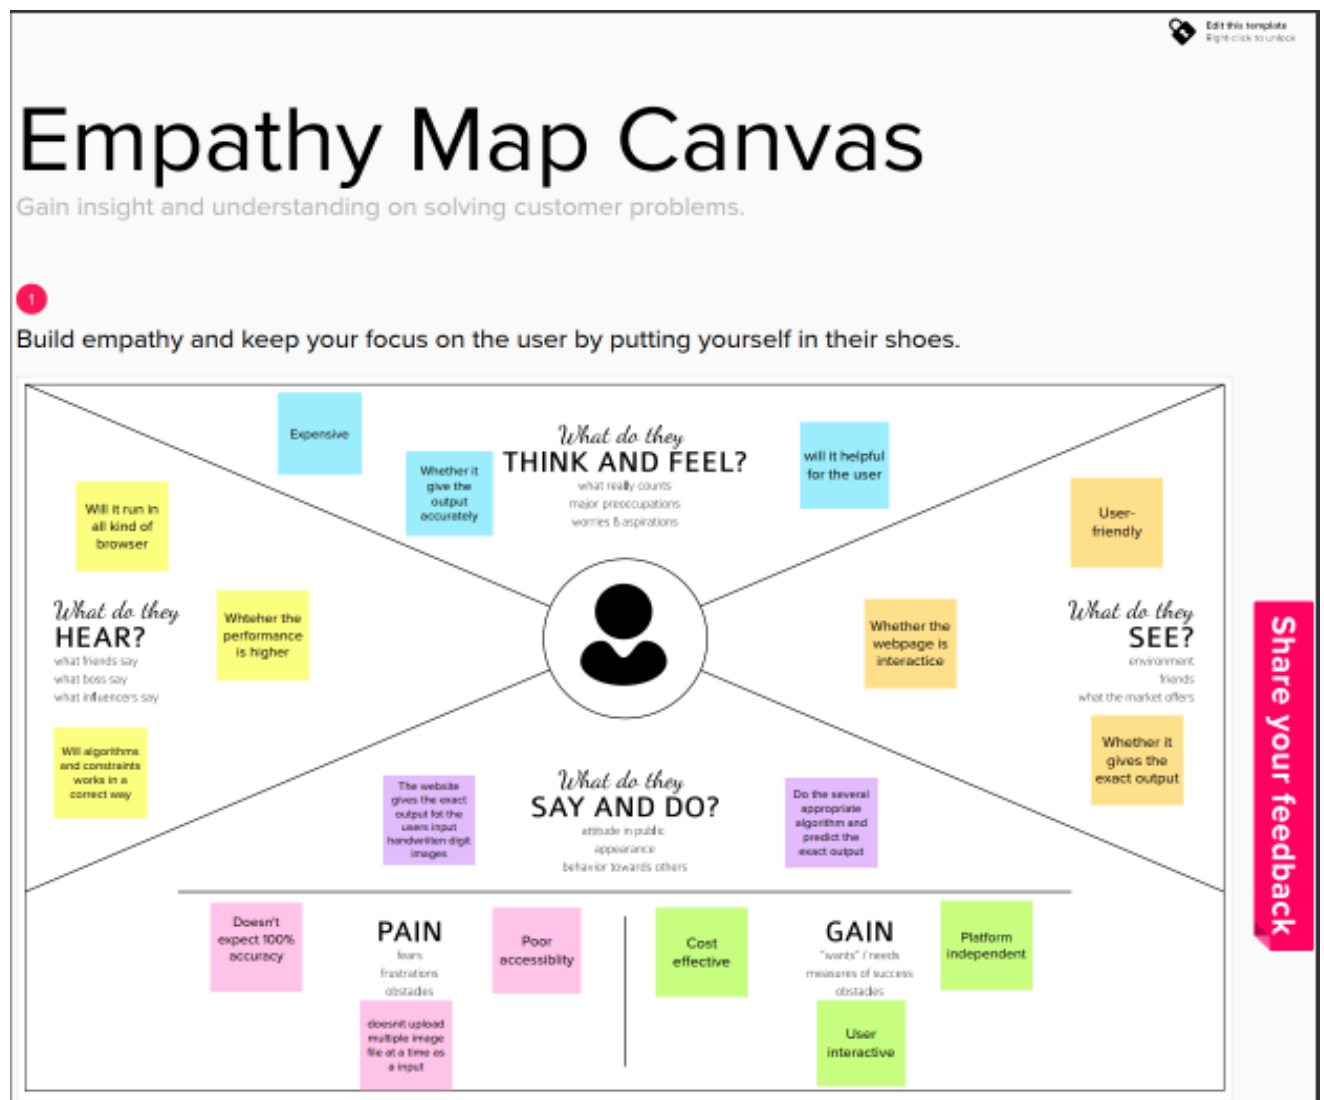 Edit this template
Right-click to unlock
Empathy Map Canvas
Gain insight and understanding on solving customer problems.
1
Build empathy and keep your focus on the user by putting yourself in their shoes.
What do they
THINK AND FEEL?
what really counts
major preoccupations
worries & aspirations
Expensive
Whether it
give the
output
accurately
will it helpful
for the user
What do they
HEAR?
what friends say
what boss say
what influencers say
Will it run in
all kind of
browser
Whteher the
performance
is higher
Will algorithms
and constraints
works in a
correct way
What do they
SEE?
environment
friends
what the market offers
User-
friendly
Whether the
webpage is
interactice
Whether it
gives the
exact output
What do they
SAY AND DO?
attitude in public
appearance
behavior towards others
The website
gives the exact
output fot the
users input
handwritten digit
images
Do the several
appropriate
algorithm and
predict the
exact output
PAIN
fears
frustrations
obstacles
Doesn't
expect 100%
accuracy
Poor
accessiblity
doesnit upload
multiple image
file at a time as
a input
GAIN
"wants" / needs
measures of success
obstacles
Cost
effective
Platform
independent
User
interactive
Share your feedback